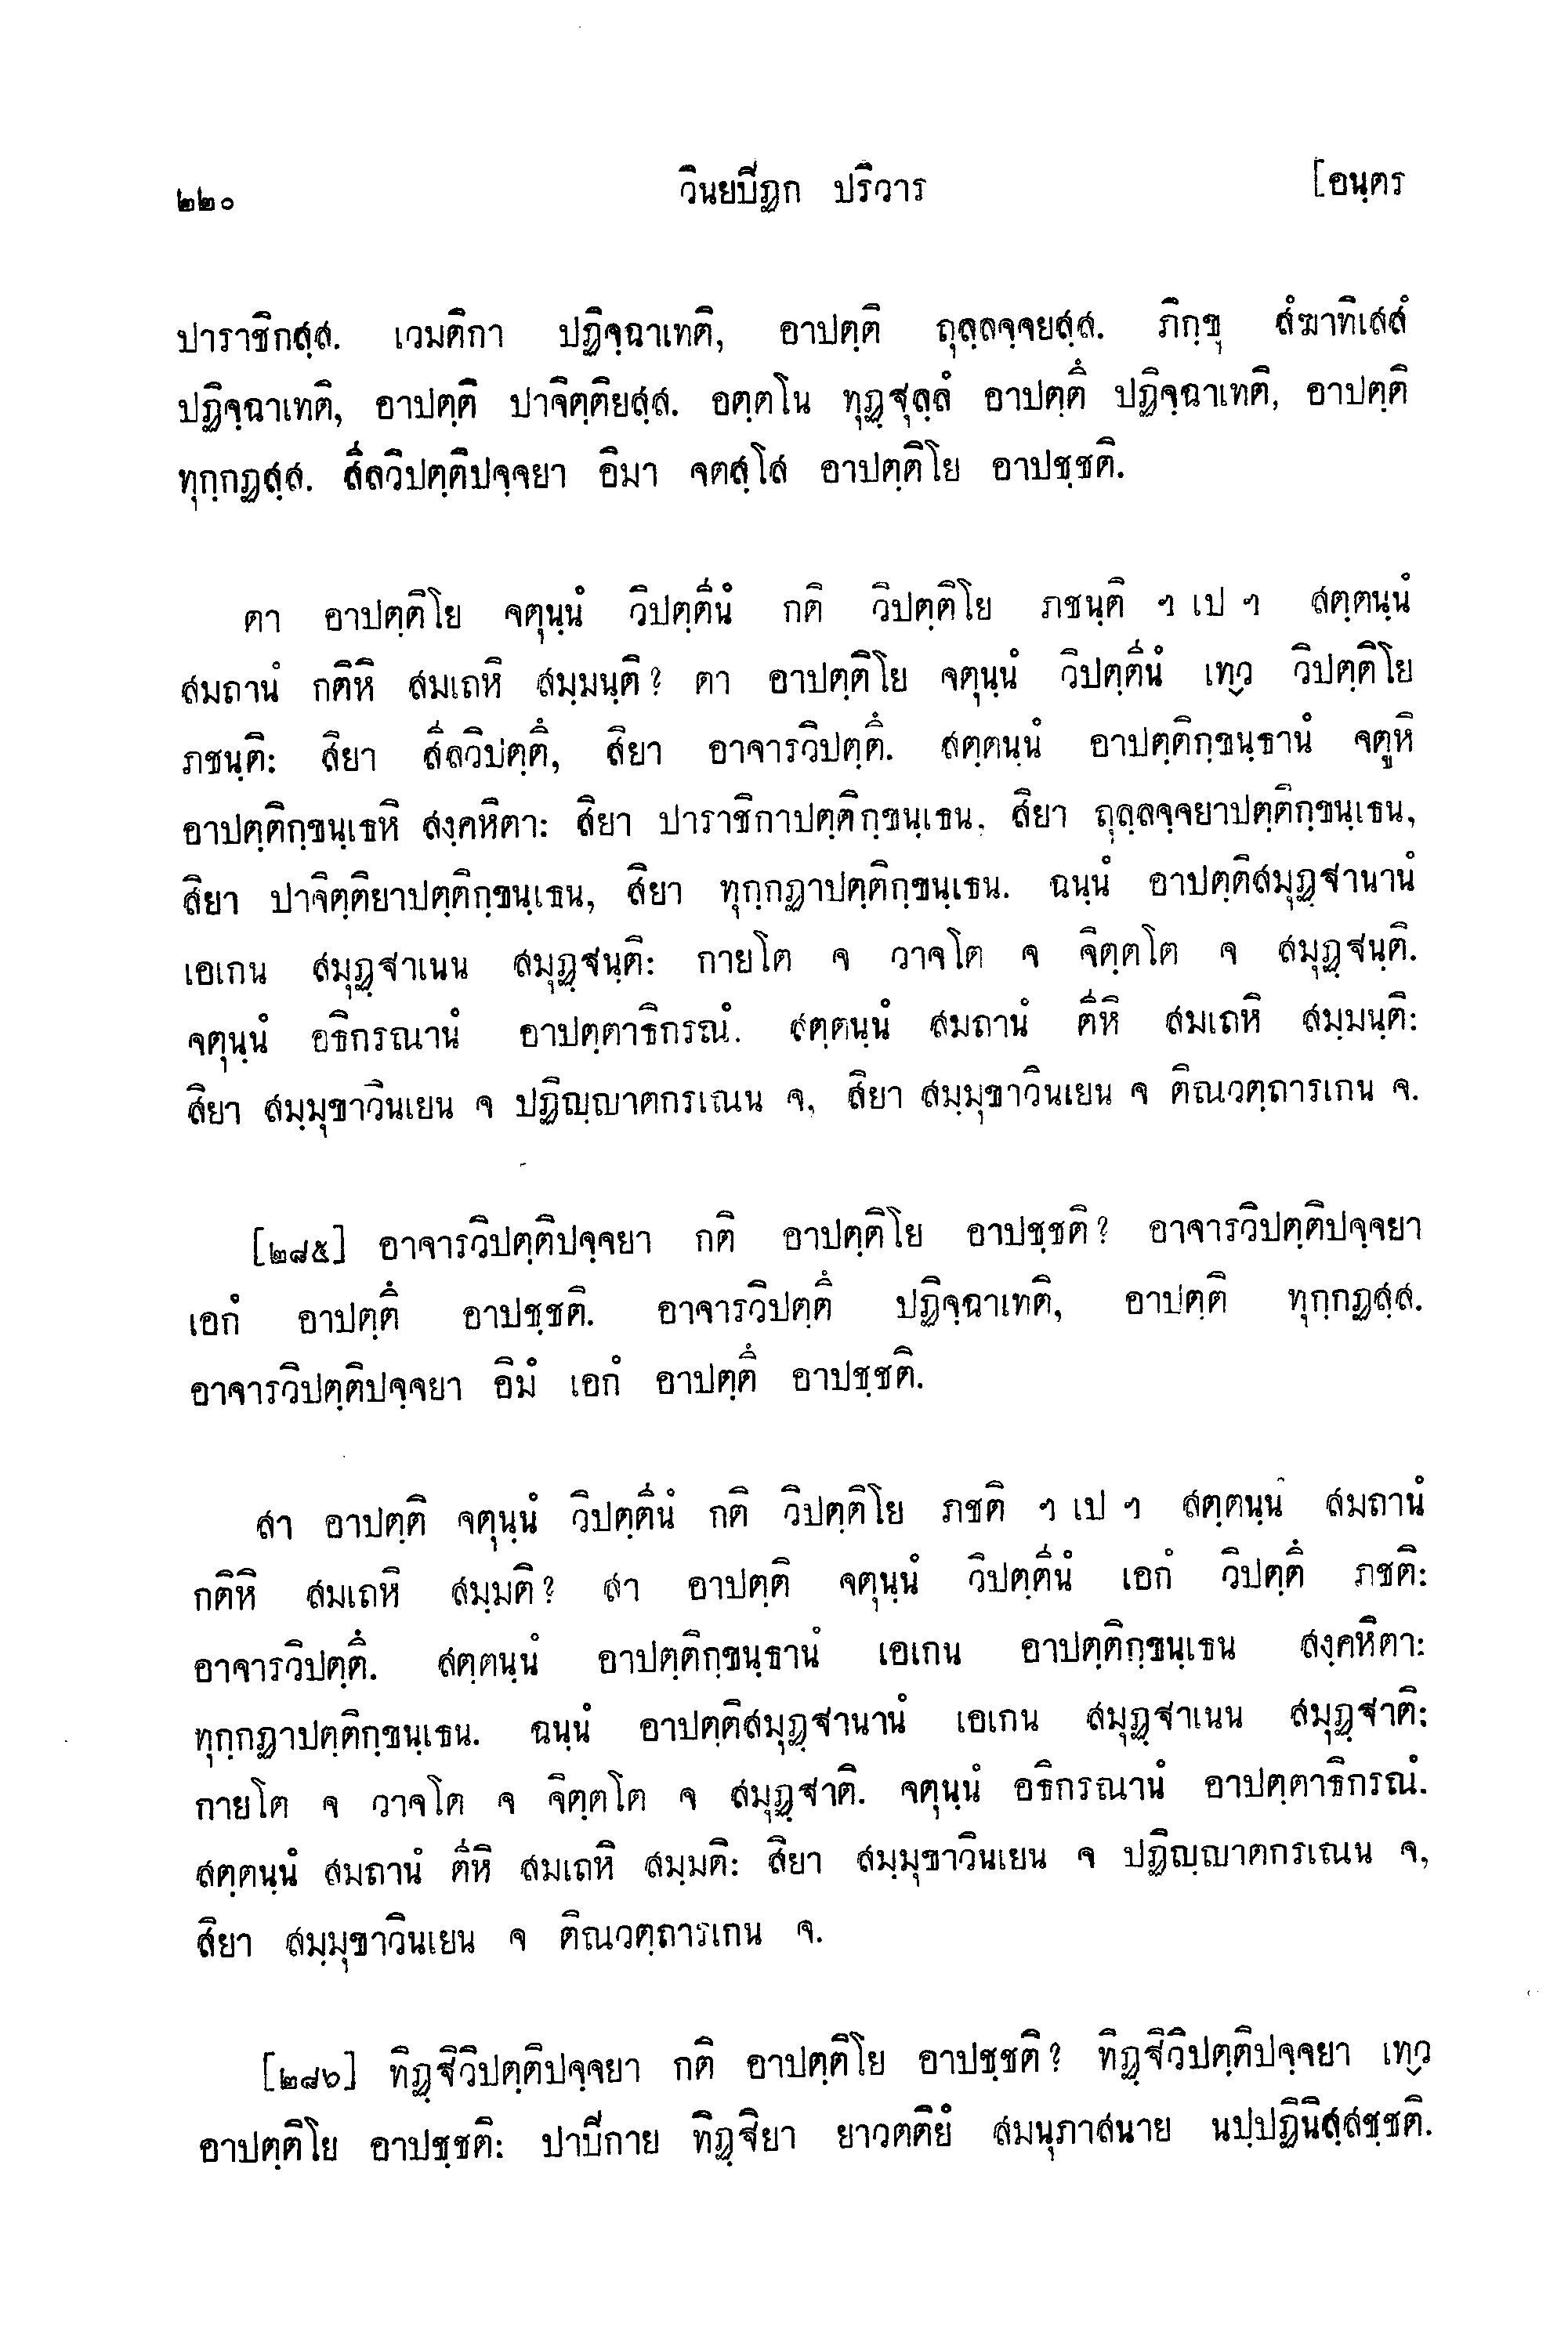 ๒๒๐ วินยปิฏก ปริวาร [อนฺตร
ปาราชิกสฺส. เวมติกา ปฏิจฺฉาเทติ, อาปตฺติ ถุลฺลจฺจยสฺส. ภิกฺขุ สํฆาทิเสสํ
ปฏิจฺฉาเทติ, อาปตฺติ ปาจิตฺติยสฺส. อตฺตโน ทุฏฺฐุลฺลํ อาปตฺตึ ปฏิจฺฉาเทติ, อาปตฺติ
ทุกฺกฏสฺส. สีลวิปตฺติปจฺจยา อิมา จตสฺโส อาปตฺติโย อาปชฺชติ.
ตา อาปตฺติโย จตุนฺนํ วิปตฺตีนํ กติ วิปตฺติโย ภชนฺติ ฯ เป ฯ สตฺตนฺนํ
สมถานํ กตีหิ สมเถหิ สมฺมนฺติ? ตา อาปตฺติโย จตุนฺนํ วิปตฺตีนํ เทฺว วิปตฺติโย
ภชนฺติ: สิยา สีลวิปตฺตึ, สิยา อาจารวิปตฺตึ. สตฺตนฺนํ อาปตฺติกฺขนฺธานํ จตูหิ
อาปตฺติกฺขนฺเธหิ สงฺคหิตา: สิยา ปาราชิกาปตฺติกฺขนฺเธน, สิยา ถุลฺลจฺจยาปตฺติกฺขนฺเธน,
สิยา ปาจิตฺติยาปตฺติกฺขนฺเธน, สิยา ทุกฺกฏาปตฺติกฺขนฺเธน. ฉนฺนํ อาปตฺติสมุฏฺฐานานํ
เอเกน สมุฏฺฐาเนน สมุฏฺฐนฺติ: กายโต จ วาจโต จ จิตฺตโต จ สมุฏฺฐนฺติ.
จตุนฺนํ อธิกรณานํ อาปตฺตาธิกรณํ. สตฺตนฺนํ สมถานํ ตีหิ สมเถหิ สมฺมนฺติ:
สิยา สมฺมุขาวินเยน จ ปฏิญฺญาตกรเณน จ, สิยา สมฺมุขาวินเยน จ ติณวตฺถารเกน จ.
[๒๘๕] อาจารวิปตฺติปจฺจยา กติ อาปตฺติโย อาปชฺชติ? อาจารวิปตฺติปจฺจยา
เอกํ อาปตฺตึ อาปชฺชติ. อาจารวิปตฺตึ ปฏิจฺฉาเทติ, อาปตฺติ ทุกฺกฏสฺส.
อาจารวิปตฺติปจฺจยา อิมํ เอกํ อาปตฺตึ อาปชฺชติ.
สา อาปตฺติ จตุนฺนํ วิปตฺตีนํ กติ วิปตฺติโย ภชติ ฯ เป ฯ สตฺตนฺนํ สมถานํ
กตีหิ สมเถหิ สมฺมติ? สา อาปตฺติ จตุนฺนํ วิปตฺตีนํ เอกํ วิปตฺตึ ภชติ:
อาจารวิปตฺตึ. สตฺตนฺนํ อาปตฺติกฺขนฺธานํ เอเกน อาปตฺติกฺขนฺเธน สงฺคหิตา:
ทุกฺกฏาปตฺติกฺขนฺเธน. ฉนฺนํ อาปตฺติสมุฏฺฐานานํ เอเกน สมุฏฺฐาเนน สมุฏฺฐาติ:
กายโต จ วาจโต จ จิตฺตโต จ สมุฏฺฐาติ. จตุนฺนํ อธิกรณานํ อาปตฺตาธิกรณํ.
สตฺตนฺนํ สมถานํ ตีหิ สมเถหิ สมฺมติ: สิยา สมฺมุขาวินเยน จ ปฏิญฺญาตกรเณน จ,
สิยา สมฺมุขาวินเยน จ ติณวตฺถารเกน จ.
[๒๘๖] ทิฏฺฐิวิปตฺติปจฺจยา กติ อาปตฺติโย อาปชฺชติ? ทิฏฺฐิวิปตฺติปจฺจยา เทฺว
อาปตฺติโย อาปชฺชติ: ปาปิกาย ทิฏฺฐิยา ยาวตติยํ สมนุภาสนาย นปฺปฏินิสฺสชฺชติ.